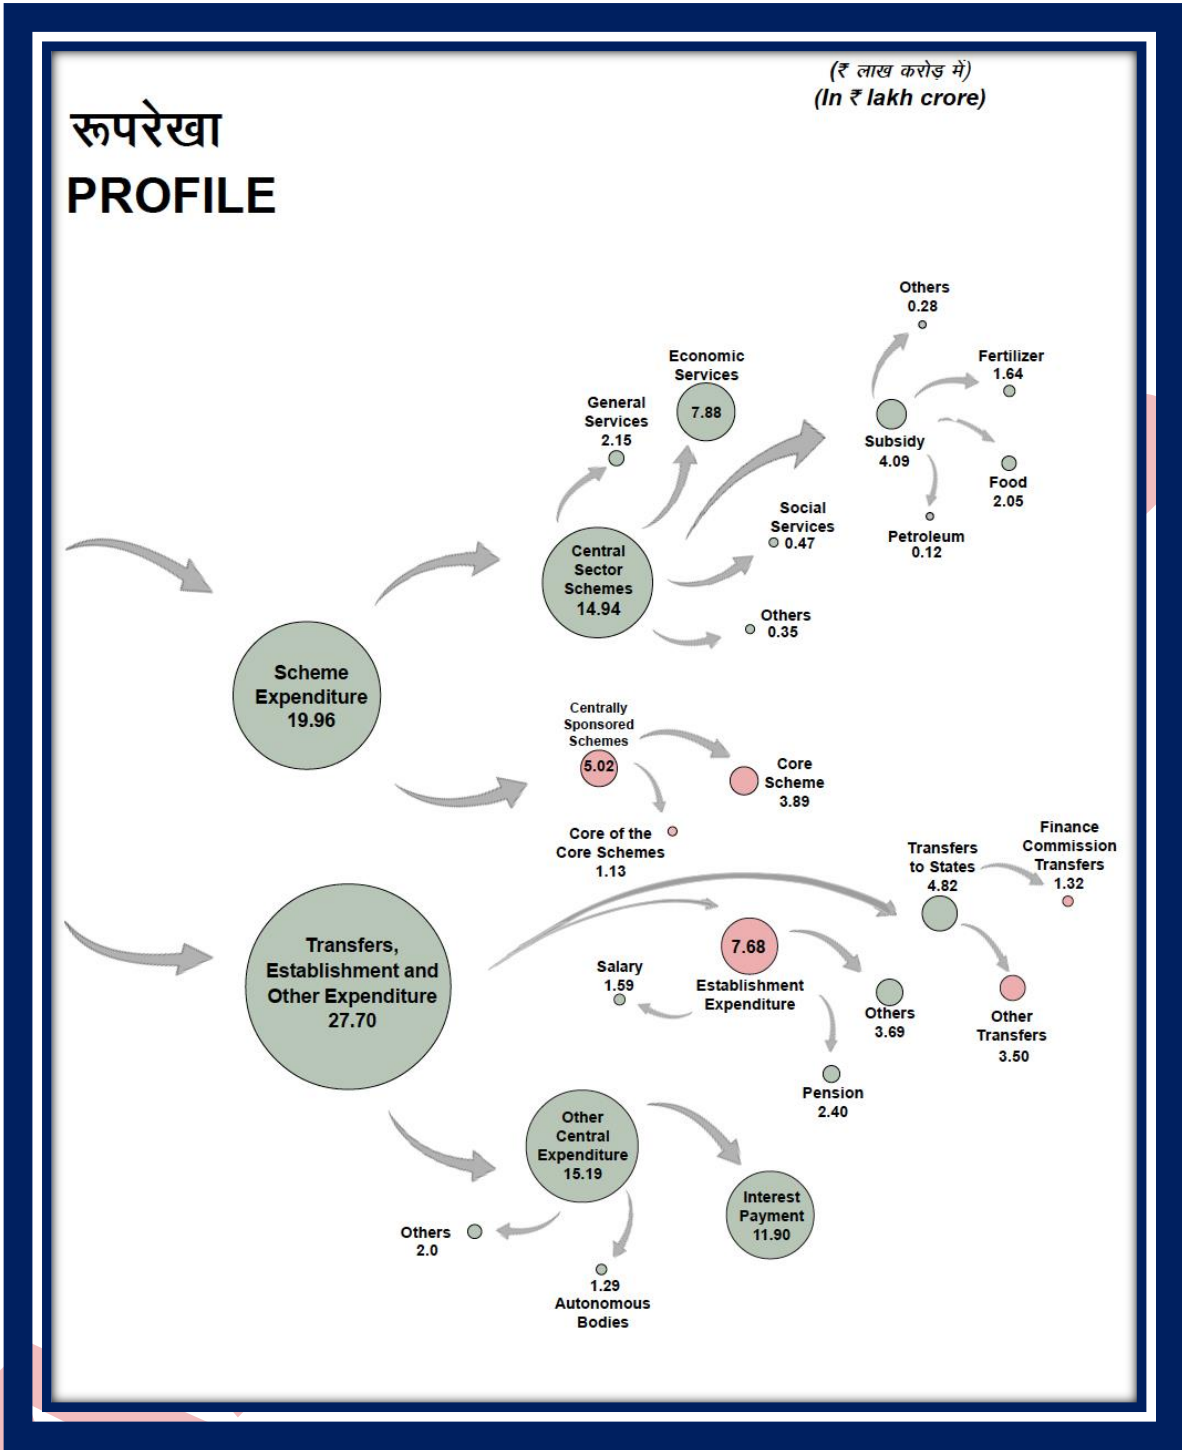 (₹ लाख करोड़ में)
(In ₹ lakh crore)
रूपरेखा
PROFILE
Others
0.28
Fertilizer
1.64
Subsidy
4.09
Food
2.05
Petroleum
0.12
Economic
Services
7.88
General
Services
2.15
Social
Services
0.47
Central
Sector
Schemes
14.94
Others
0.35
Scheme
Expenditure
19.96
Centrally
Sponsored
Schemes
5.02
Core
Scheme
3.89
Core of the
Core Schemes
1.13
Transfers,
Establishment and
Other Expenditure
27.70
Transfers
to States
4.82
Finance
Commission
Transfers
1.32
Other
Transfers
3.50
7.68
Establishment
Expenditure
Salary
1.59
Others
3.69
Pension
2.40
Other
Central
Expenditure
15.19
Interest
Payment
11.90
Others
2.0
1.29
Autonomous
Bodies